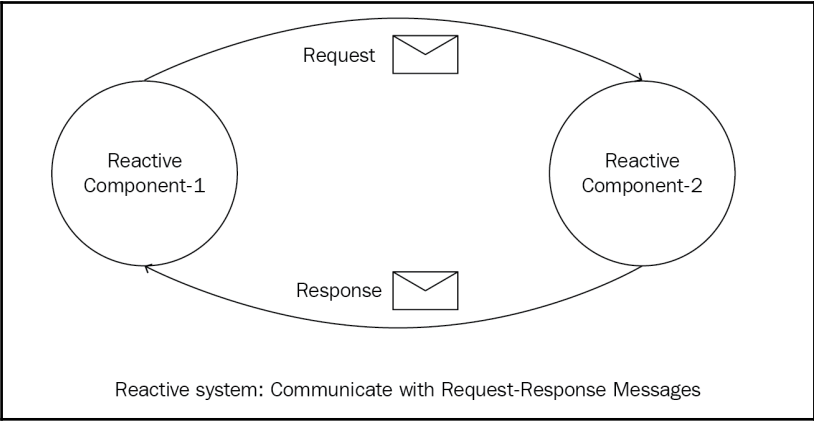 Request
Reactive
Component-1
Reactive
Component-2
Response
Reactive system: Communicate with Request-Response Messages